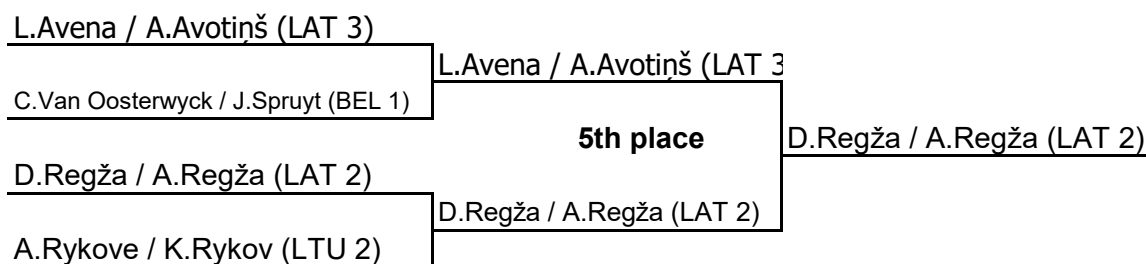 L.Avena / A.Avotiņš (LAT 3)
L.Avena / A.Avotiņš (LAT 3
C.Van Oosterwyck / J.Spruyt (BEL 1)
5th place
D.Regža / A.Regža (LAT 2)
D.Regža / A.Regža (LAT 2)
D.Regža / A.Regža (LAT 2)
A.Rykove / K.Rykov (LTU 2)